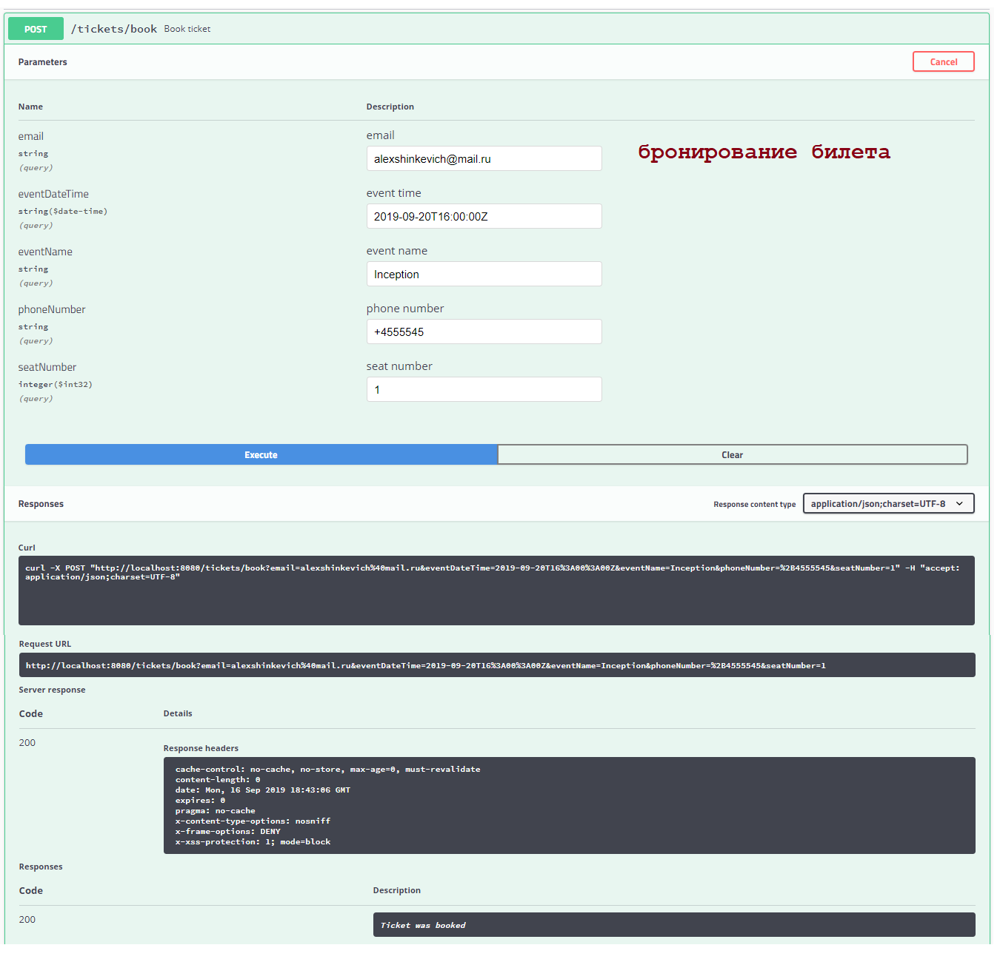 POST /tickets/book Book ticket
Parameters Cancel
Name Description
email email
string alexshinkevich@mail.ru бронирование билета
(query)
eventDateTime event time
string($date-time) 2019-09-20T16:00:00Z
(query)
eventName event name
string Inception
(query)
phoneNumber phone number
string +4555545
(query)
seatNumber seat number
integer($int32) 1
(query)
Execute Clear
Responses Response content type application/json;charset=UTF-8
Curl
curl -X POST "http://localhost:8080/tickets/book?email=alexshinkevich%40mail.ru&eventDateTime=2019-09-20T16%3A00%3A00Z&eventName=Inception&phoneNumber=%2B4555545&seatNumber=1" -H "accept:
application/json;charset=UTF-8"
Request URL
http://localhost:8080/tickets/book?email=alexshinkevich%40mail.ru&eventDateTime=2019-09-20T16%3A00%3A00Z&eventName=Inception&phoneNumber=%2B4555545&seatNumber=1
Server response
Code Details
200
Response headers
cache-control: no-cache, no-store, max-age=0, must-revalidate
content-length: 0
date: Mon, 16 Sep 2019 18:43:06 GMT
expires: 0
pragma: no-cache
x-content-type-options: nosniff
x-frame-options: DENY
x-xss-protection: 1; mode=block
Responses
Code Description
200 Ticket was booked